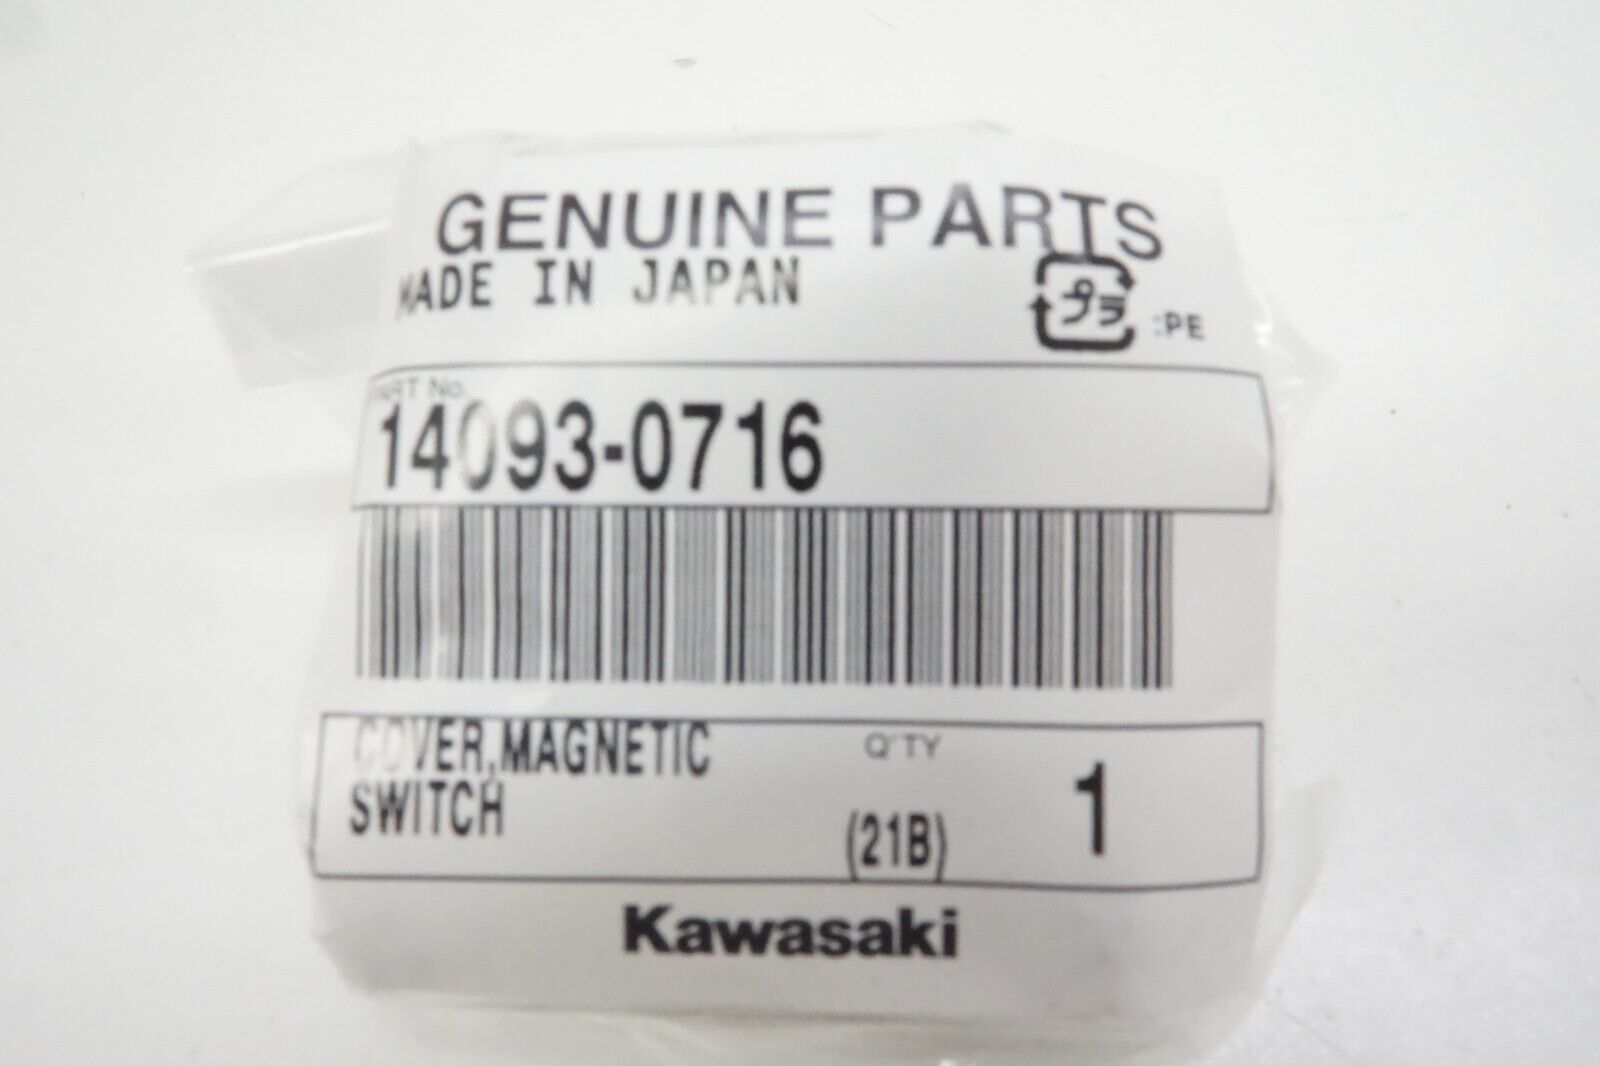 GENUINE PARTS
MADE IN JAPAN
プラ :PE
PART No.
14093-0716
COVER,MAGNETIC
SWITCH
Q'TY
(21B)
1
Kawasaki